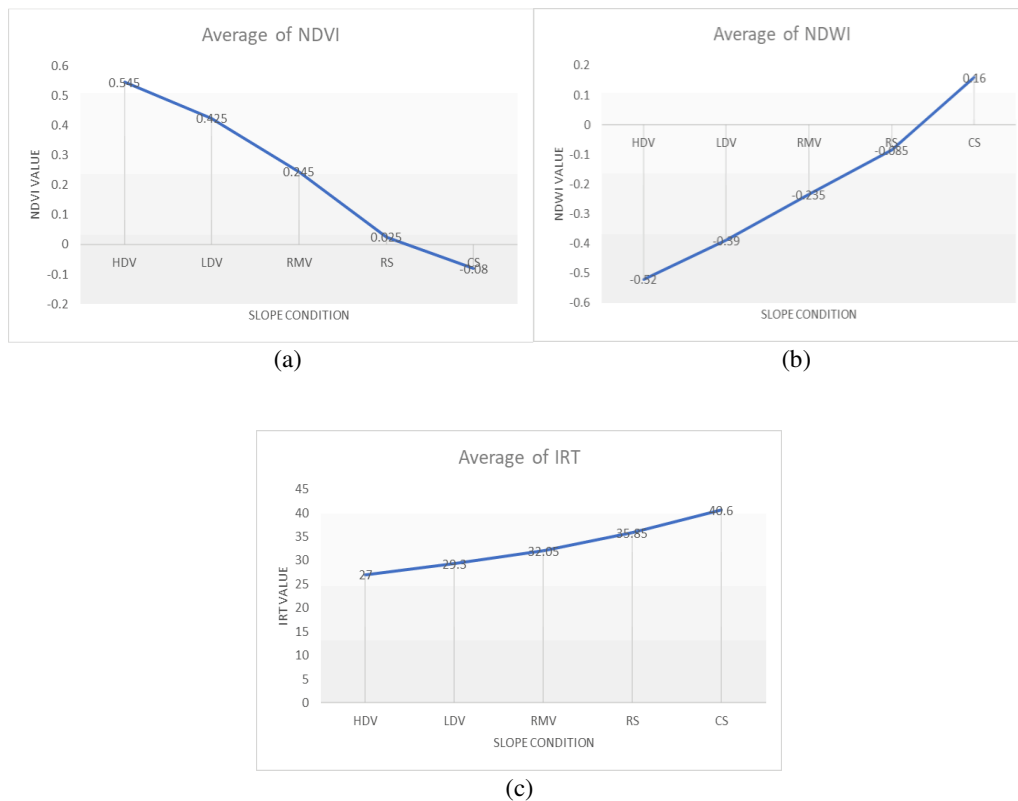 Average of NDVI
NDVI VALUE
0.6
0.5
0.4
0.3
0.2
0.1
0
-0.1
-0.2
0.545
0.425
0.245
0.025
-0.08
HDV LDV RMV RS CS
SLOPE CONDITION
(a)
Average of NDWI
NDWI VALUE
0.2
0.1
0
-0.1
-0.2
-0.3
-0.4
-0.5
-0.6
-0.52
-0.39
-0.235
-0.085
0.16
HDV LDV RMV RS CS
SLOPE CONDITION
(b)
Average of IRT
IRT VALUE
45
40
35
30
25
20
15
10
5
0
27
29.3
32.05
35.85
40.6
HDV LDV RMV RS CS
SLOPE CONDITION
(c)